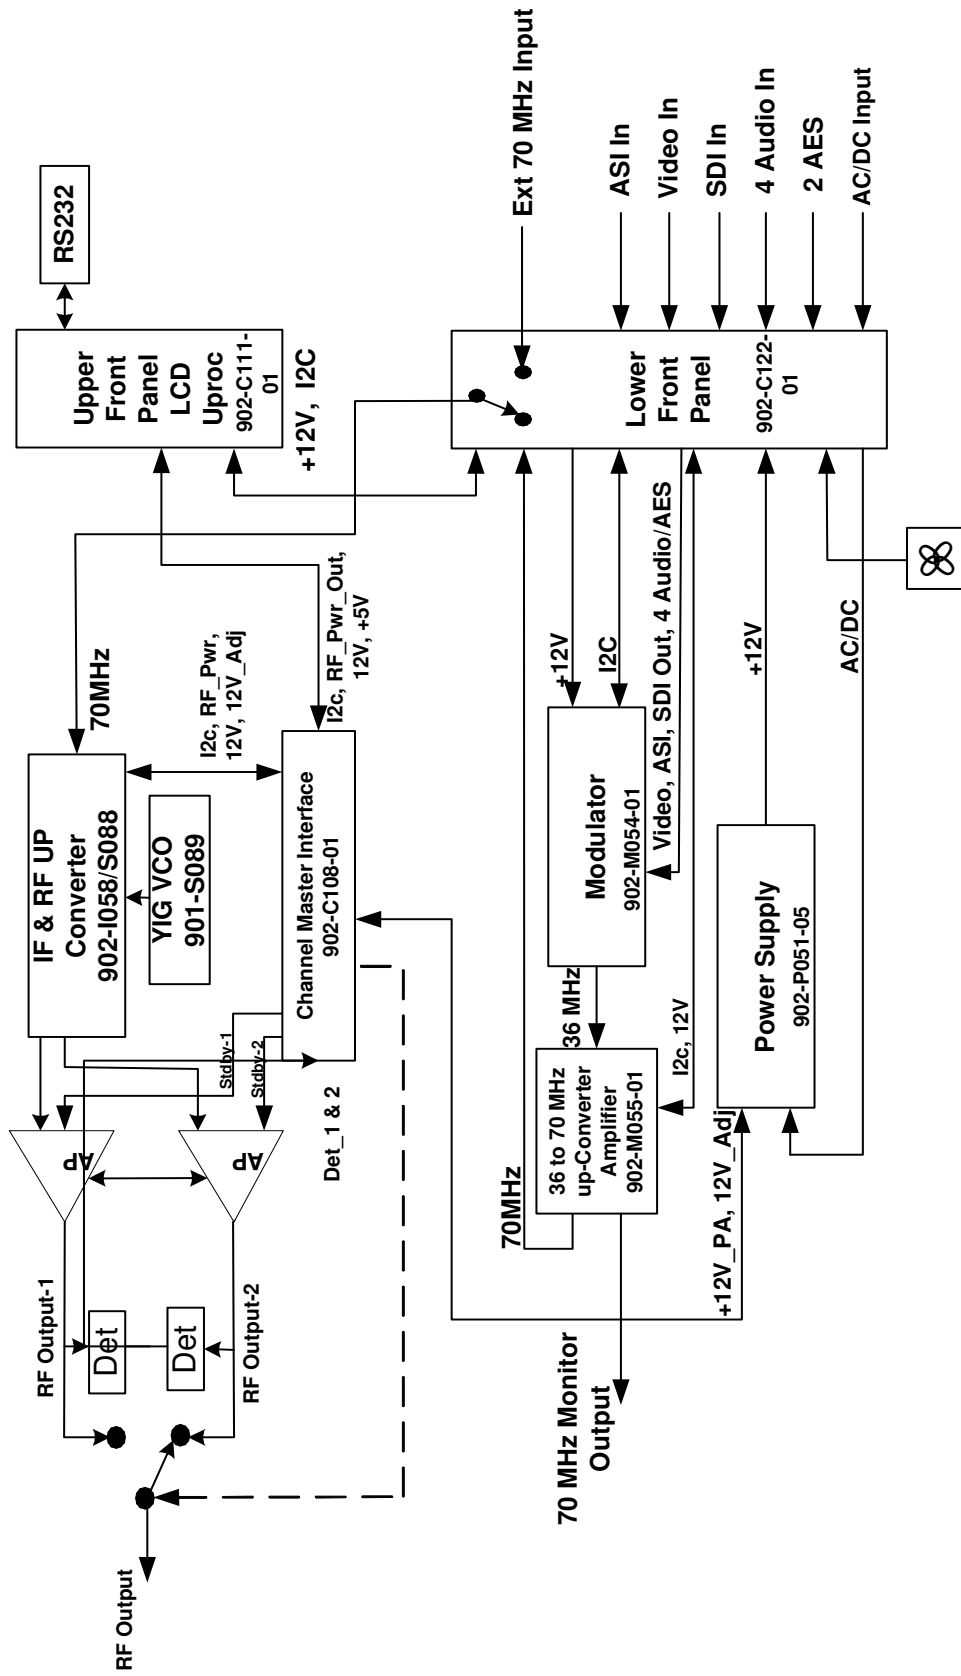 RF Output
RF Output-1
RF Output-2
Det
Det
AP
AP
Stdby-1
Stdby-2
Det_1 & 2
IF & RF UP
Converter
902-I058/S088
YIG VCO
901-S089
Channel Master Interface
902-C108-01
70MHz
I2c, RF_Pwr,
12V, 12V_Adj
I2c, RF_Pwr_Out,
12V, +5V
Upper
Front
Panel
LCD
Uproc
902-C111-
01
RS232
+12V, I2C
Ext 70 MHz Input
70 MHz Monitor
Output
70MHz
36 to 70 MHz
up-Converter
Amplifier
902-M055-01
36 MHz
Modulator
902-M054-01
+12V
I2C
Video, ASI, SDI Out, 4 Audio/AES
I2c, 12V
Lower
Front
Panel
902-C122-
01
ASI In
Video In
SDI In
4 Audio In
2 AES
AC/DC Input
+12V_PA, 12V_Adj
Power Supply
902-P051-05
+12V
AC/DC